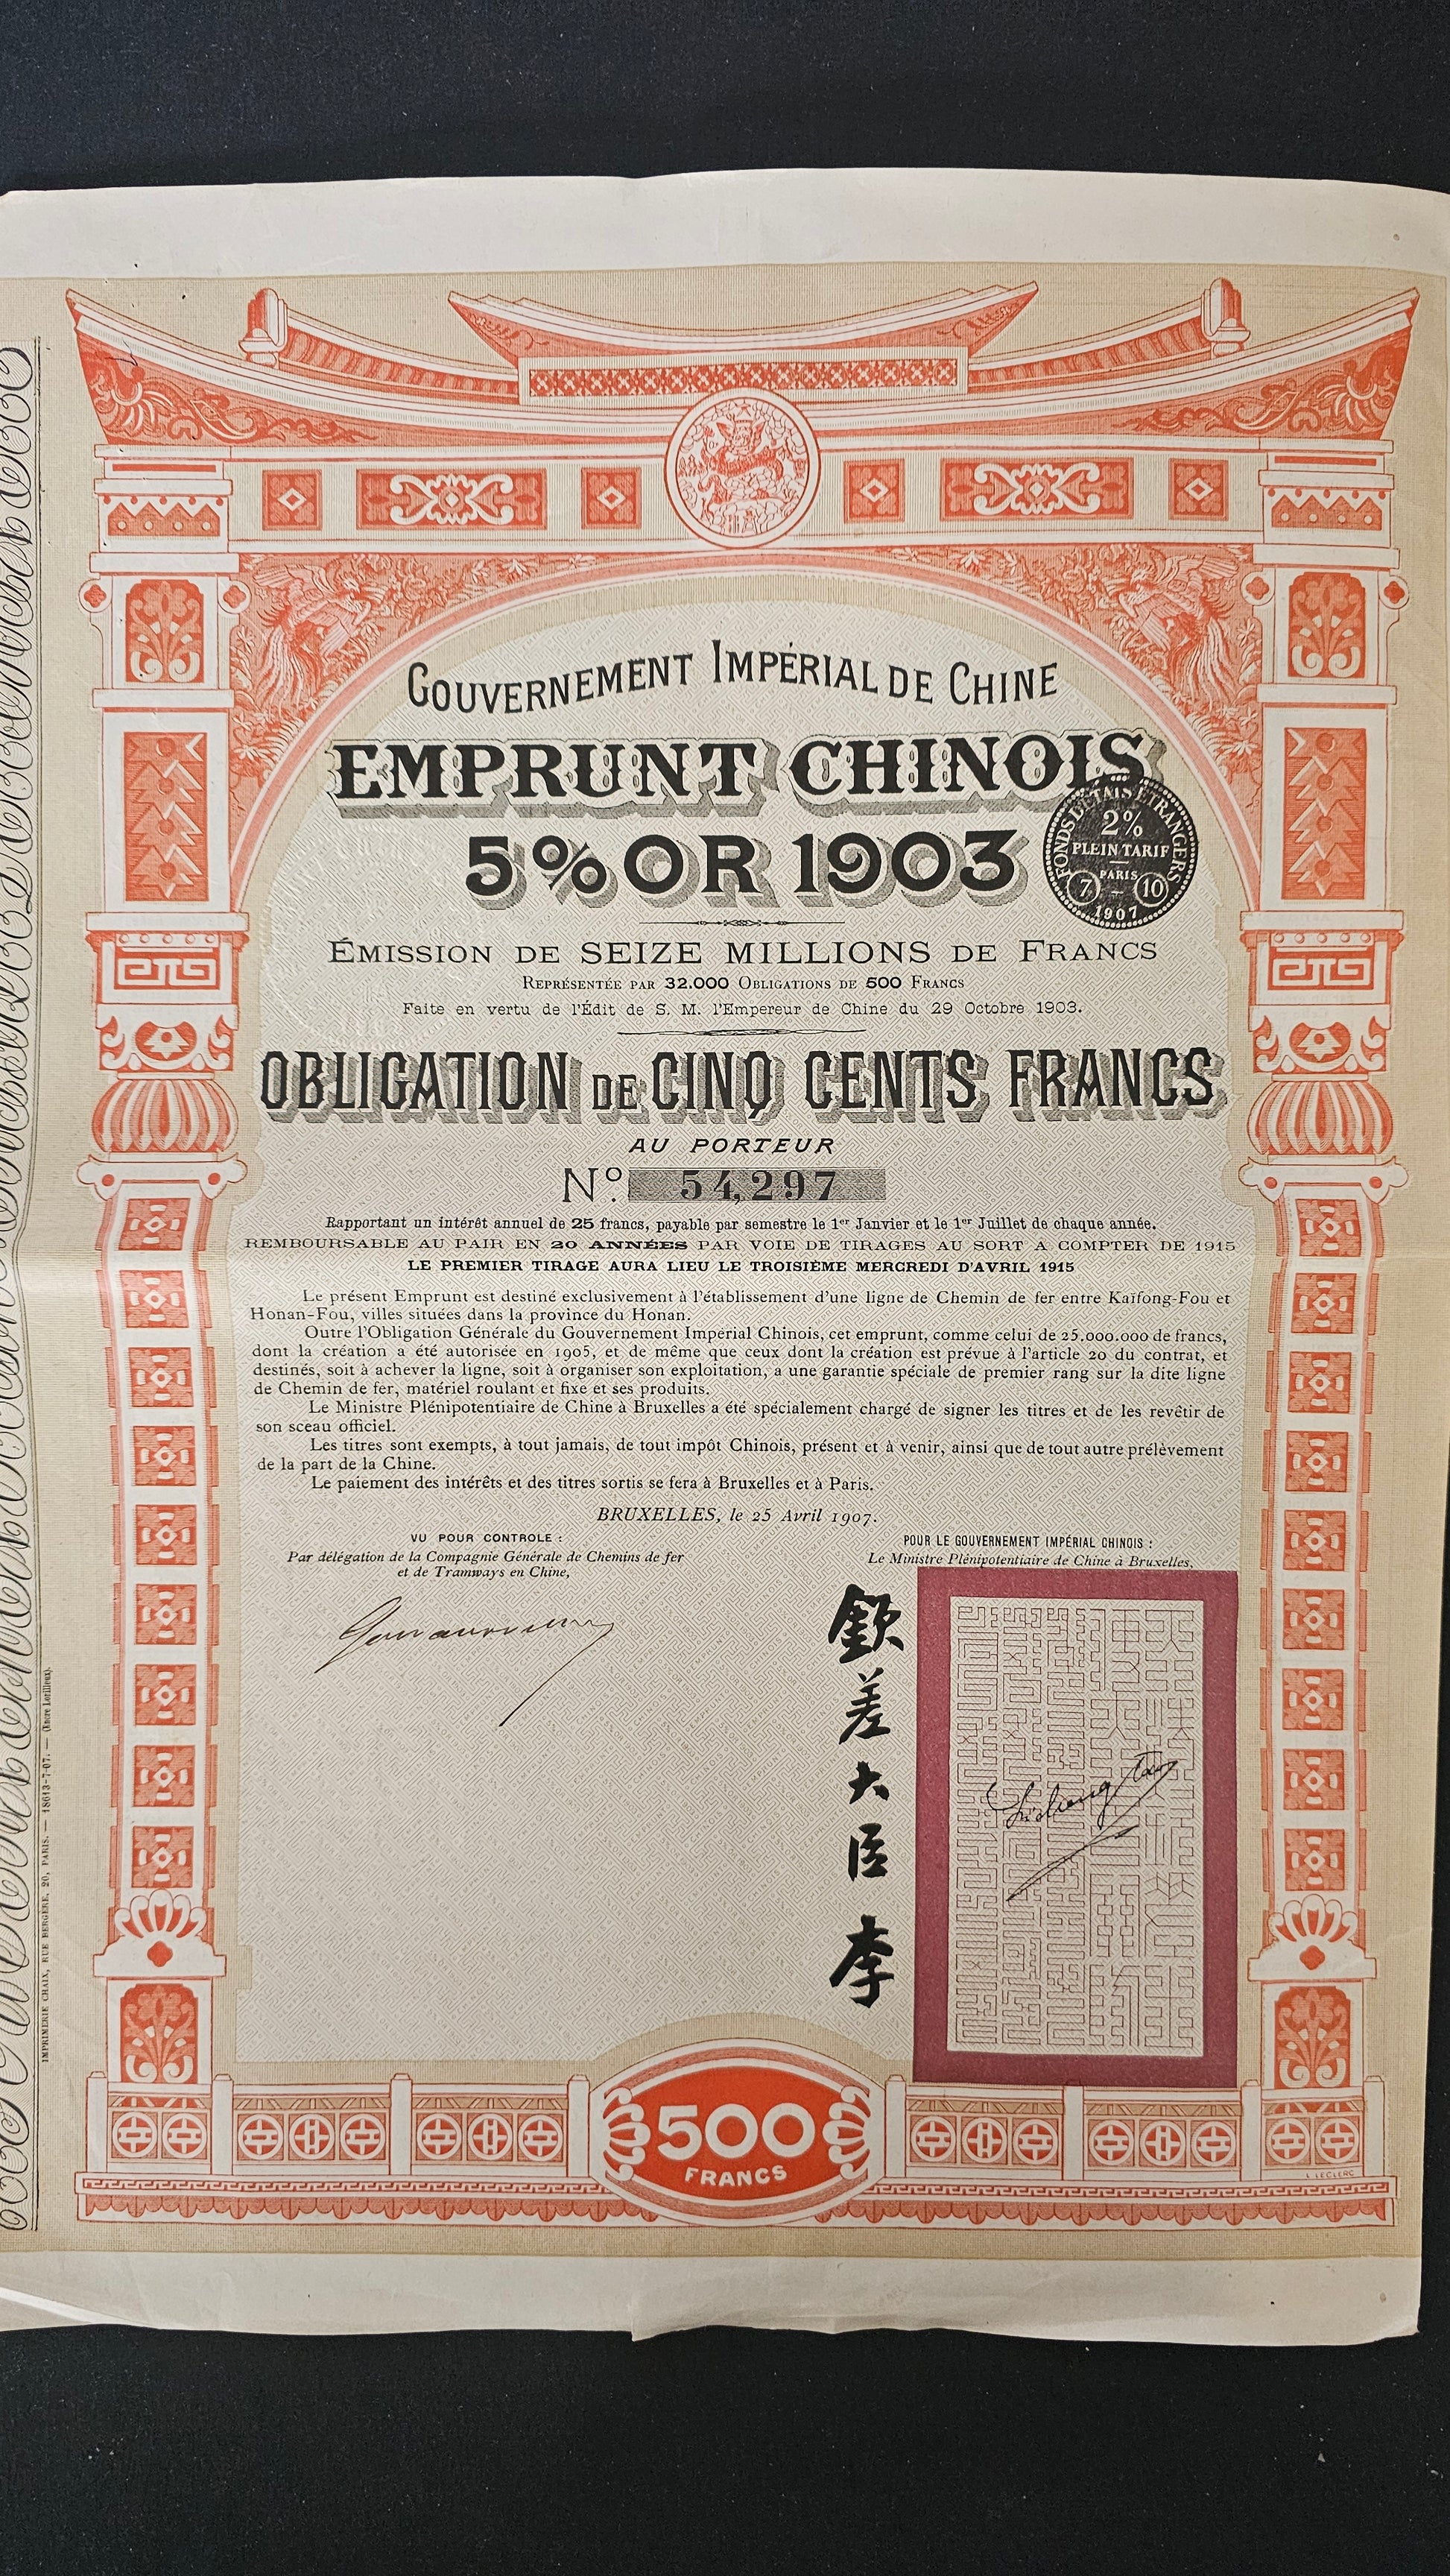 GOUVERNEMENT IMPÉRIAL DE CHINE
EMPRUNT CHINOIS
5% OR 1903
FONDS D'ÉTATS ÉTRANGERS
2%
PLEIN TARIF
PARIS
7 - 10
1907
ÉMISSION DE SEIZE MILLIONS DE FRANCS
REPRÉSENTÉE PAR 32.000 OBLIGATIONS DE 500 FRANCS
Faite en vertu de l'Édit de S. M. l'Empereur de Chine du 29 Octobre 1903.
OBLIGATION DE CINQ CENTS FRANCS
AU PORTEUR
No. 54,297
Rapportant un intérêt annuel de 25 francs, payable par semestre le 1er Janvier et le 1er Juillet de chaque année.
REMBOURSABLE AU PAIR EN 20 ANNÉES PAR VOIE DE TIRAGES AU SORT A COMPTER DE 1915
LE PREMIER TIRAGE AURA LIEU LE TROISIÈME MERCREDI D'AVRIL 1915
Le présent Emprunt est destiné exclusivement à l'établissement d'une ligne de Chemin de fer entre Kaïfong-Fou et
Honan-Fou, villes situées dans la province du Honan.
Outre l'Obligation Générale du Gouvernement Impérial Chinois, cet emprunt, comme celui de 25.000.000 de francs,
dont la création a été autorisée en 1905, et de même que ceux dont la création est prévue à l'article 20 du contrat, et
destinés, soit à achever la ligne, soit à organiser son exploitation, a une garantie spéciale de premier rang sur la dite ligne
de Chemin de fer, matériel roulant et fixe et ses produits.
Le Ministre Plénipotentiaire de Chine à Bruxelles a été spécialement chargé de signer les titres et de les revêtir de
son sceau officiel.
Les titres sont exempts, à tout jamais, de tout impôt Chinois, présent et à venir, ainsi que de tout autre prélèvement
de la part de la Chine.
Le paiement des intérêts et des titres sortis se fera à Bruxelles et à Paris.
BRUXELLES, le 25 Avril 1907.
VU POUR CONTROLE :
Par délégation de la Compagnie Générale de Chemins de fer
et de Tramways en Chine,
POUR LE GOUVERNEMENT IMPÉRIAL CHINOIS :
Le Ministre Plénipotentiaire de Chine à Bruxelles,
欽差大臣李
500
FRANCS
L. LECLERC
IMPRIMERIE CHAIX, RUE BERGÈRE, 20, PARIS. — 18613-7-07. — (Encre Lorilleux).